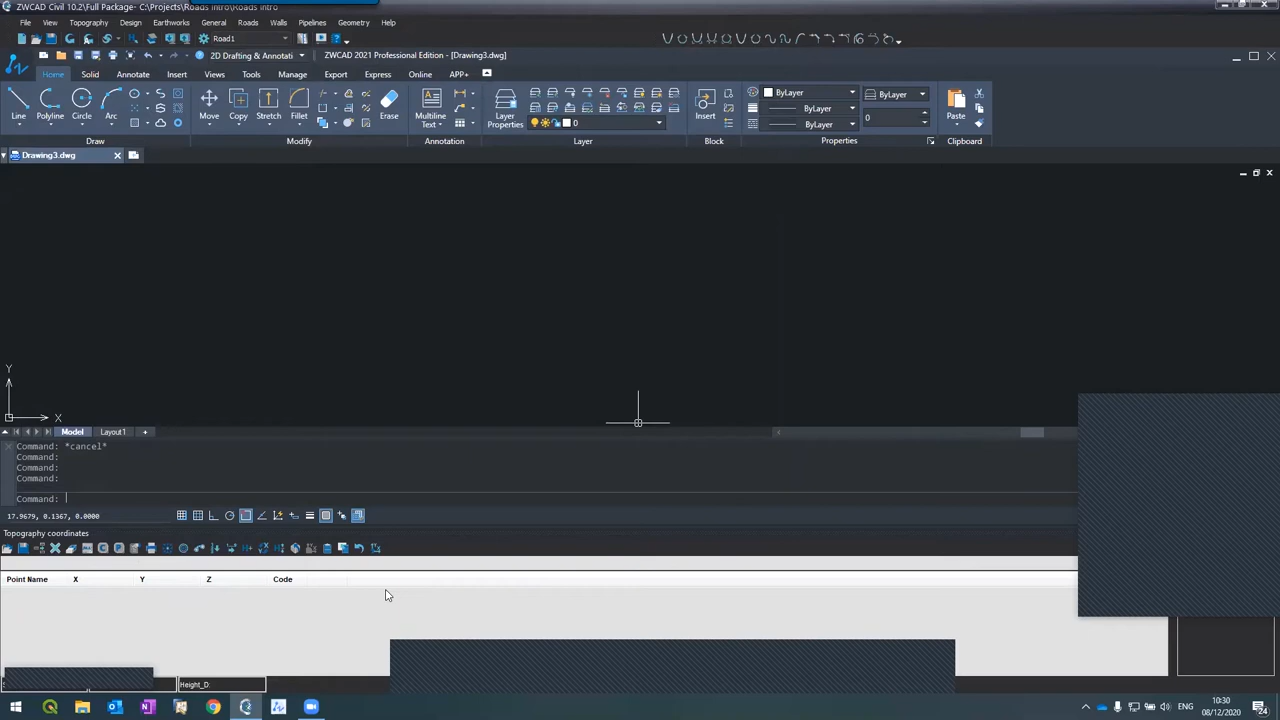 ZWCAD Civil 10.2\Full Package- C:\Projects\Roads intro\Roads intro
File View Topography Design Earthworks General Roads Walls Pipelines Geometry Help
Road1
2D Drafting & Annotati
ZWCAD 2021 Professional Edition - [Drawing3.dwg]
Home Solid Annotate Insert Views Tools Manage Export Express Online APP+
ByLayer ByLayer
ByLayer 0
ByLayer
Line Polyline Circle Arc Move Copy Stretch Fillet Erase Multiline Text Layer Properties 0 Insert Paste
Draw Modify Annotation Layer Block Properties Clipboard
Drawing3.dwg
Y
X
Model Layout1 +
Command: *cancel*
Command:
Command:
Command:
Command:
17.9679, 0.1367, 0.0000
Topography coordinates
Point Name X Y Z Code
Height_D:
ENG
10:30
08/12/2020
24